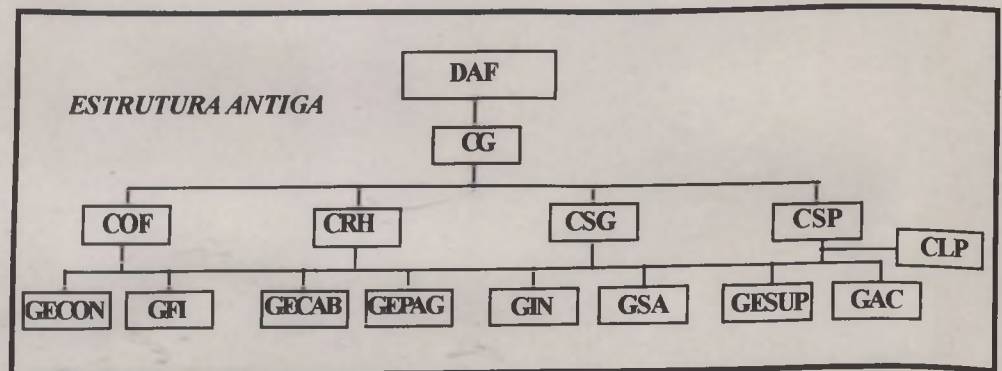 DAF
ESTRUTURA ANTIGA
CG
COF CRH CSG CSP
CLP
GECON GFI GECAB GEPAG GIN GSA GESUP GAC